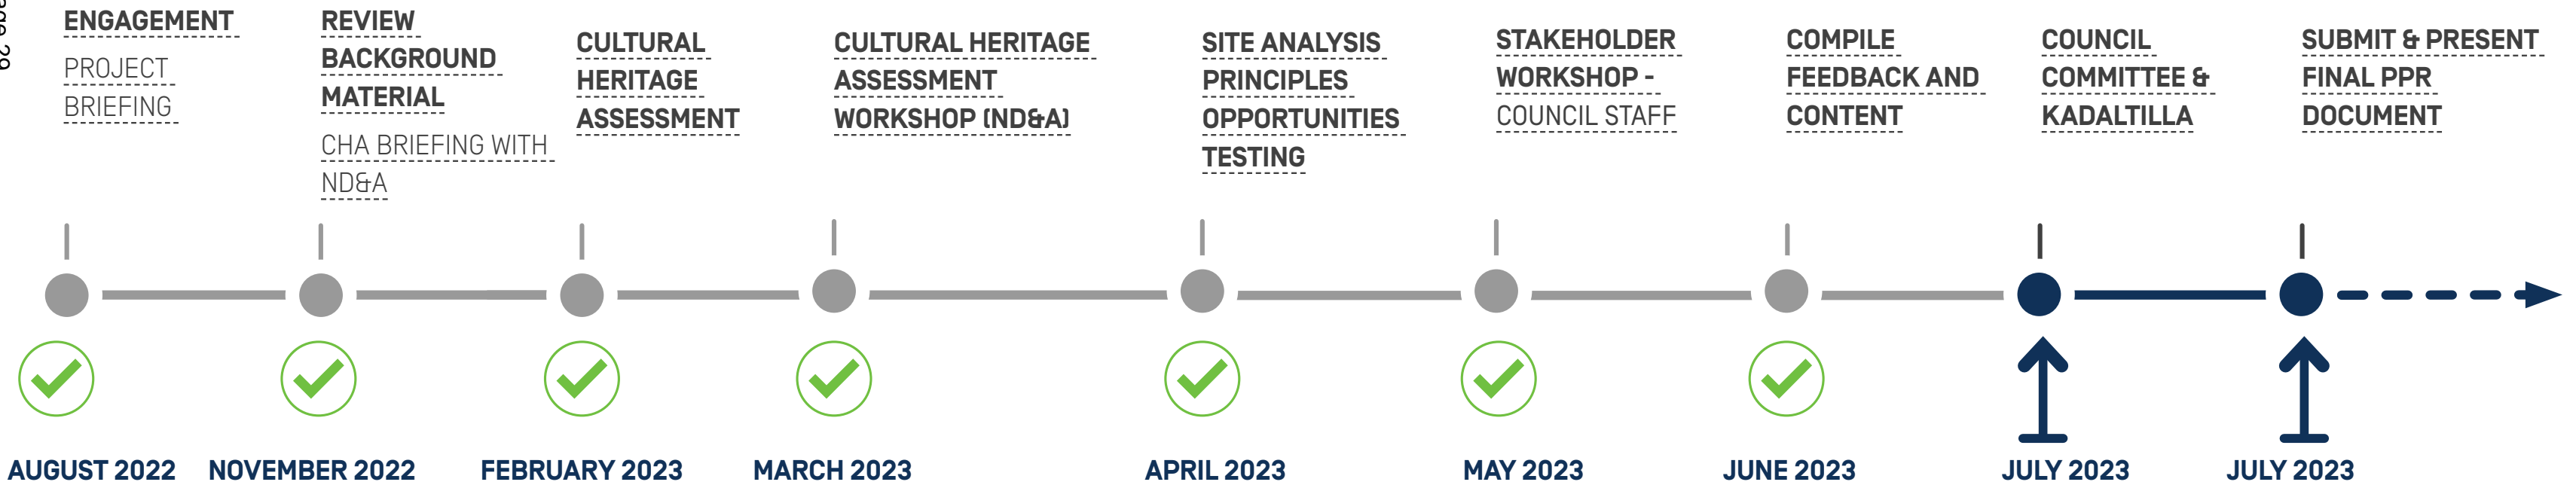 ENGAGEMENT
PROJECT
BRIEFING
REVIEW
BACKGROUND
MATERIAL
CHA BRIEFING WITH
ND&A
CULTURAL
HERITAGE
ASSESSMENT
CULTURAL HERITAGE
ASSESSMENT
WORKSHOP (ND&A)
SITE ANALYSIS
PRINCIPLES
OPPORTUNITIES
TESTING
STAKEHOLDER
WORKSHOP -
COUNCIL STAFF
COMPILE
FEEDBACK AND
CONTENT
COUNCIL
COMMITTEE &
KADALTILLA
SUBMIT & PRESENT
FINAL PPR
DOCUMENT
AUGUST 2022
NOVEMBER 2022
FEBRUARY 2023
MARCH 2023
APRIL 2023
MAY 2023
JUNE 2023
JULY 2023
JULY 2023